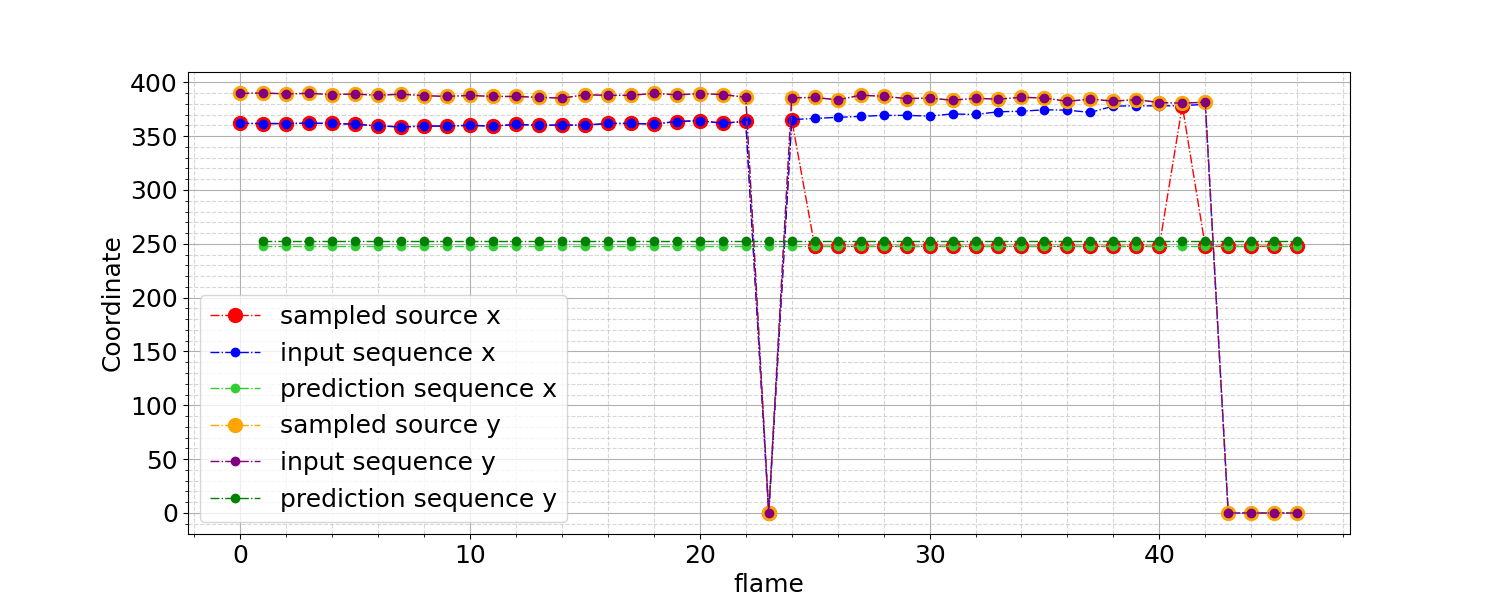 400
350
300
250
200
150
100
50
0
Coordinate
sampled source x
input sequence x
prediction sequence x
sampled source y
input sequence y
prediction sequence y
0 10 20 30 40
flame